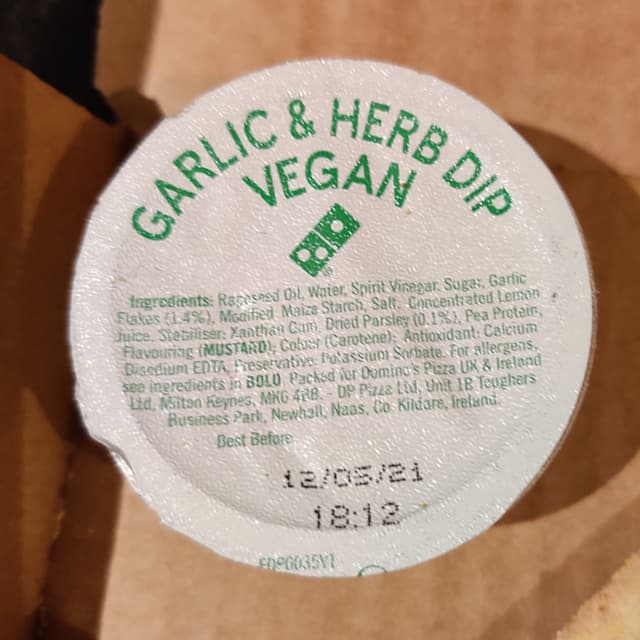 GARLIC & HERB DIP
VEGAN
Ingredients: Rapeseed Oil, Water, Spirit Vinegar, Sugar, Garlic
Flakes (1.4%), Modified Maize Starch, Salt, Concentrated Lemon
Juice, Stabiliser: Xanthan Gum, Dried Parsley (0.1%), Pea Protein,
Flavouring (MUSTARD), Colour (Carotene), Antioxidant: Calcium
Disodium EDTA, Preservative: Potassium Sorbate. For allergens,
see ingredients in BOLD. Packed for Domino's Pizza UK & Ireland
Ltd, Milton Keynes, MK6 4BB. - DP Pizza Ltd, Unit 1B Toughers
Business Park, Newhall, Naas, Co Kildare, Ireland.
Best Before
12/05/21
18:12